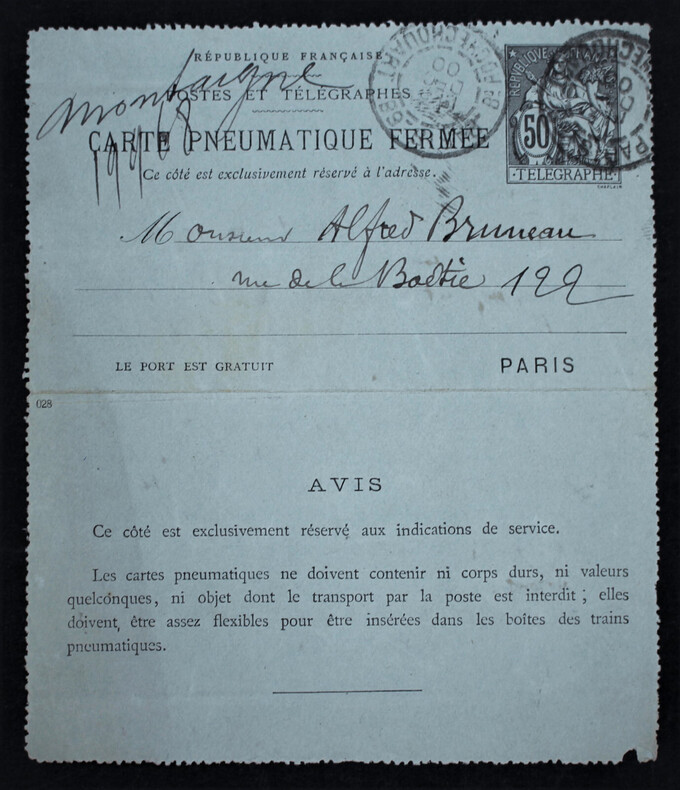 RÉPUBLIQUE FRANÇAISE
Montaigne
POSTES ET TÉLÉGRAPHES
CARTE PNEUMATIQUE FERMÉE
Ce côté est exclusivement réservé à l'adresse.
50
TELEGRAPHE
CHAPLAIN
Monsieur Alfred Bruneau
rue de la Boëtie 122
LE PORT EST GRATUIT
PARIS
028
AVIS
Ce côté est exclusivement réservé aux indications de service.
Les cartes pneumatiques ne doivent contenir ni corps durs, ni valeurs
quelconques, ni objet dont le transport par la poste est interdit ; elles
doivent être assez flexibles pour être insérées dans les boîtes des trains
pneumatiques.